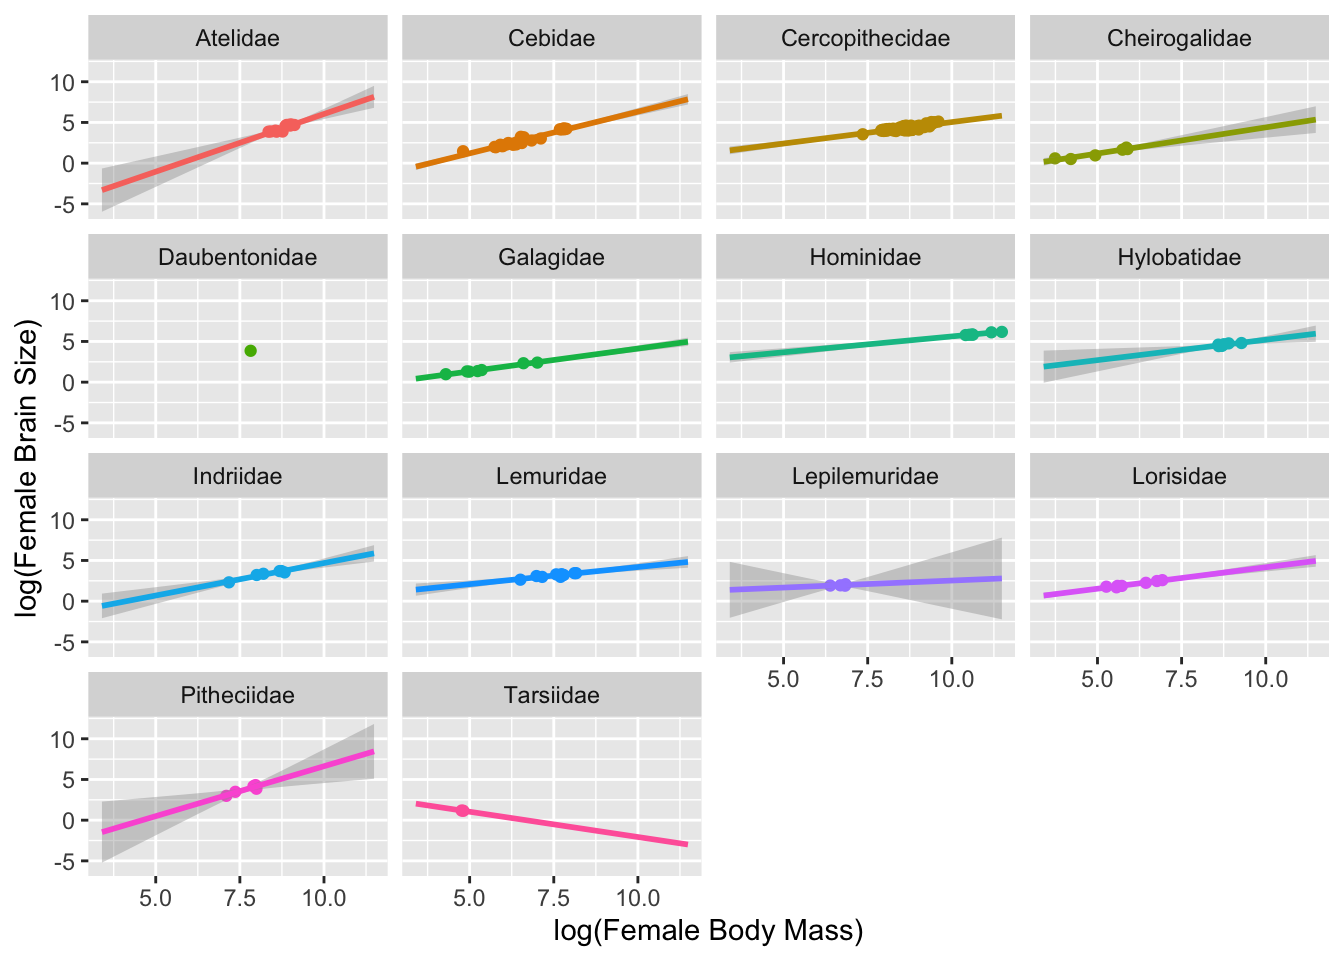 Atelidae Cebidae Cercopithecidae Cheirogalidae
10
5
0
-5
Daubentonidae Galagidae Hominidae Hylobatidae
10
5
0
-5
Indriidae Lemuridae Lepilemuridae Lorisidae
10
5
0
-5
5.0 7.5 10.0 5.0 7.5 10.0
Pitheciidae Tarsiidae
10
5
0
-5
5.0 7.5 10.0 5.0 7.5 10.0
log(Female Body Mass)
log(Female Brain Size)